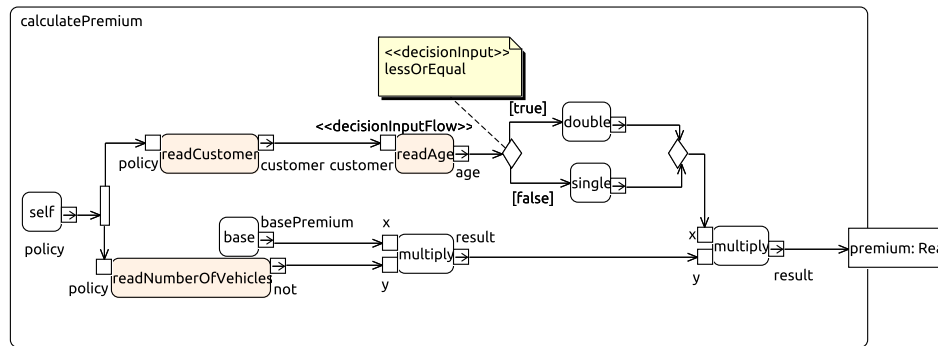 calculatePremium
<<decisionInput>>
lessOrEqual
[true]
double
<<decisionInputFlow>>
readCustomer
readAge
policy
customer
customer
age
single
[false]
self
policy
basePremium
base
x
result
multiply
y
readNumberOfVehicles
policy
not
x
multiply
y
result
premium: Rea